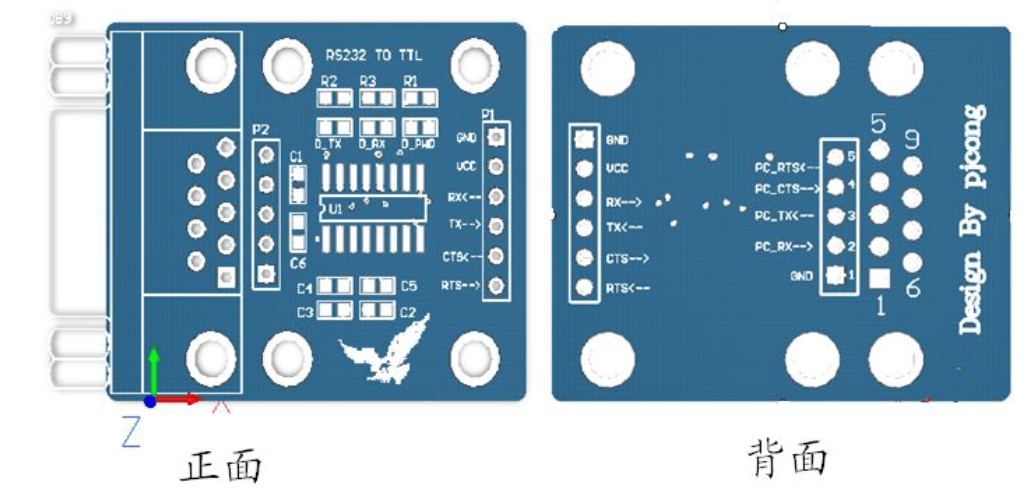 RS232 TO TTL
R2 R3 R1
D_TX D_RX D_PWD
P2
C1
U1
C6
C4 C5
C3 C2
P1
GND
VCC
RX<--
TX-->
CTS<--
RTS-->
Z
X
正面
GND
VCC
RX-->
TX<--
CTS-->
RTS<--
PC_RTS<-- 5
PC_CTS--> 4
PC_TX<-- 3
PC_RX--> 2
GND 1
5
9
1
6
Design By pjcong
背面